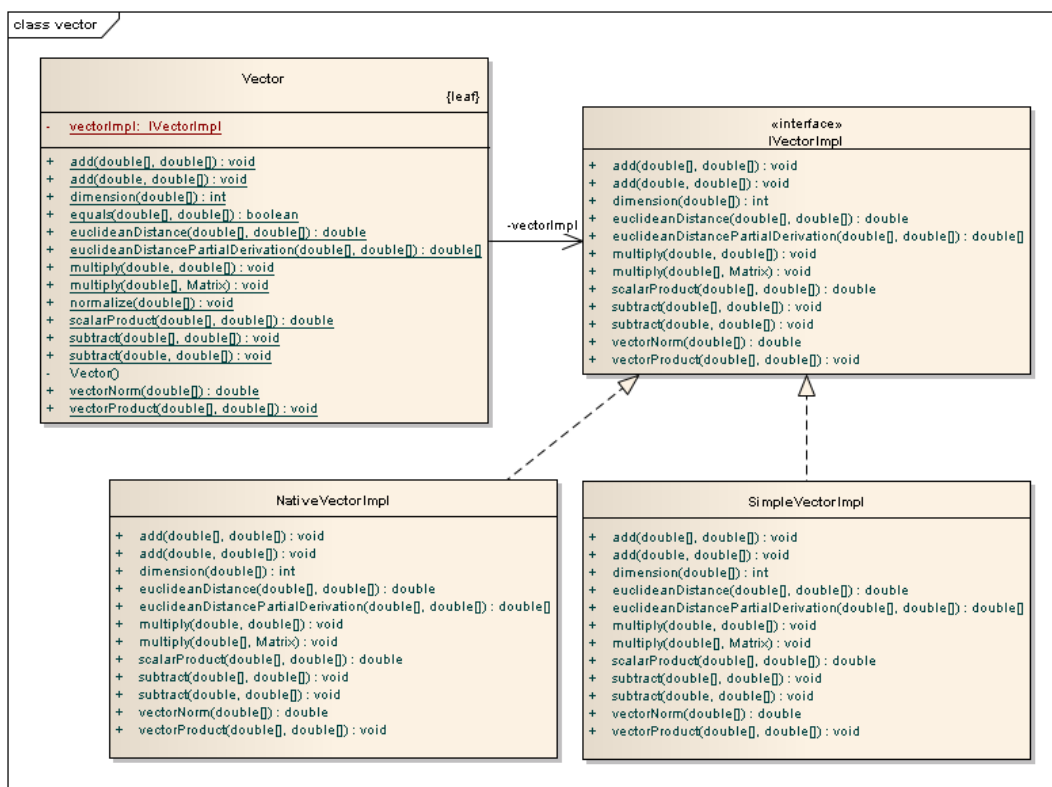 class vector
Vector
{leaf}
- vectorImpl: IVectorImpl
+ add(double[], double[]) : void
+ add(double, double[]) : void
+ dimension(double[]) : int
+ equals(double[], double[]) : boolean
+ euclideanDistance(double[], double[]) : double
+ euclideanDistancePartialDerivation(double[], double[]) : double[]
+ multiply(double, double[]) : void
+ multiply(double[], Matrix) : void
+ normalize(double[]) : void
+ scalarProduct(double[], double[]) : double
+ subtract(double[], double[]) : void
+ subtract(double, double[]) : void
- Vector()
+ vectorNorm(double[]) : double
+ vectorProduct(double[], double[]) : void
-vectorImpl
«interface»
IVectorImpl
+ add(double[], double[]) : void
+ add(double, double[]) : void
+ dimension(double[]) : int
+ euclideanDistance(double[], double[]) : double
+ euclideanDistancePartialDerivation(double[], double[]) : double[]
+ multiply(double, double[]) : void
+ multiply(double[], Matrix) : void
+ scalarProduct(double[], double[]) : double
+ subtract(double[], double[]) : void
+ subtract(double, double[]) : void
+ vectorNorm(double[]) : double
+ vectorProduct(double[], double[]) : void
NativeVectorImpl
+ add(double[], double[]) : void
+ add(double, double[]) : void
+ dimension(double[]) : int
+ euclideanDistance(double[], double[]) : double
+ euclideanDistancePartialDerivation(double[], double[]) : double[]
+ multiply(double, double[]) : void
+ multiply(double[], Matrix) : void
+ scalarProduct(double[], double[]) : double
+ subtract(double[], double[]) : void
+ subtract(double, double[]) : void
+ vectorNorm(double[]) : double
+ vectorProduct(double[], double[]) : void
SimpleVectorImpl
+ add(double[], double[]) : void
+ add(double, double[]) : void
+ dimension(double[]) : int
+ euclideanDistance(double[], double[]) : double
+ euclideanDistancePartialDerivation(double[], double[]) : double[]
+ multiply(double, double[]) : void
+ multiply(double[], Matrix) : void
+ scalarProduct(double[], double[]) : double
+ subtract(double[], double[]) : void
+ subtract(double, double[]) : void
+ vectorNorm(double[]) : double
+ vectorProduct(double[], double[]) : void